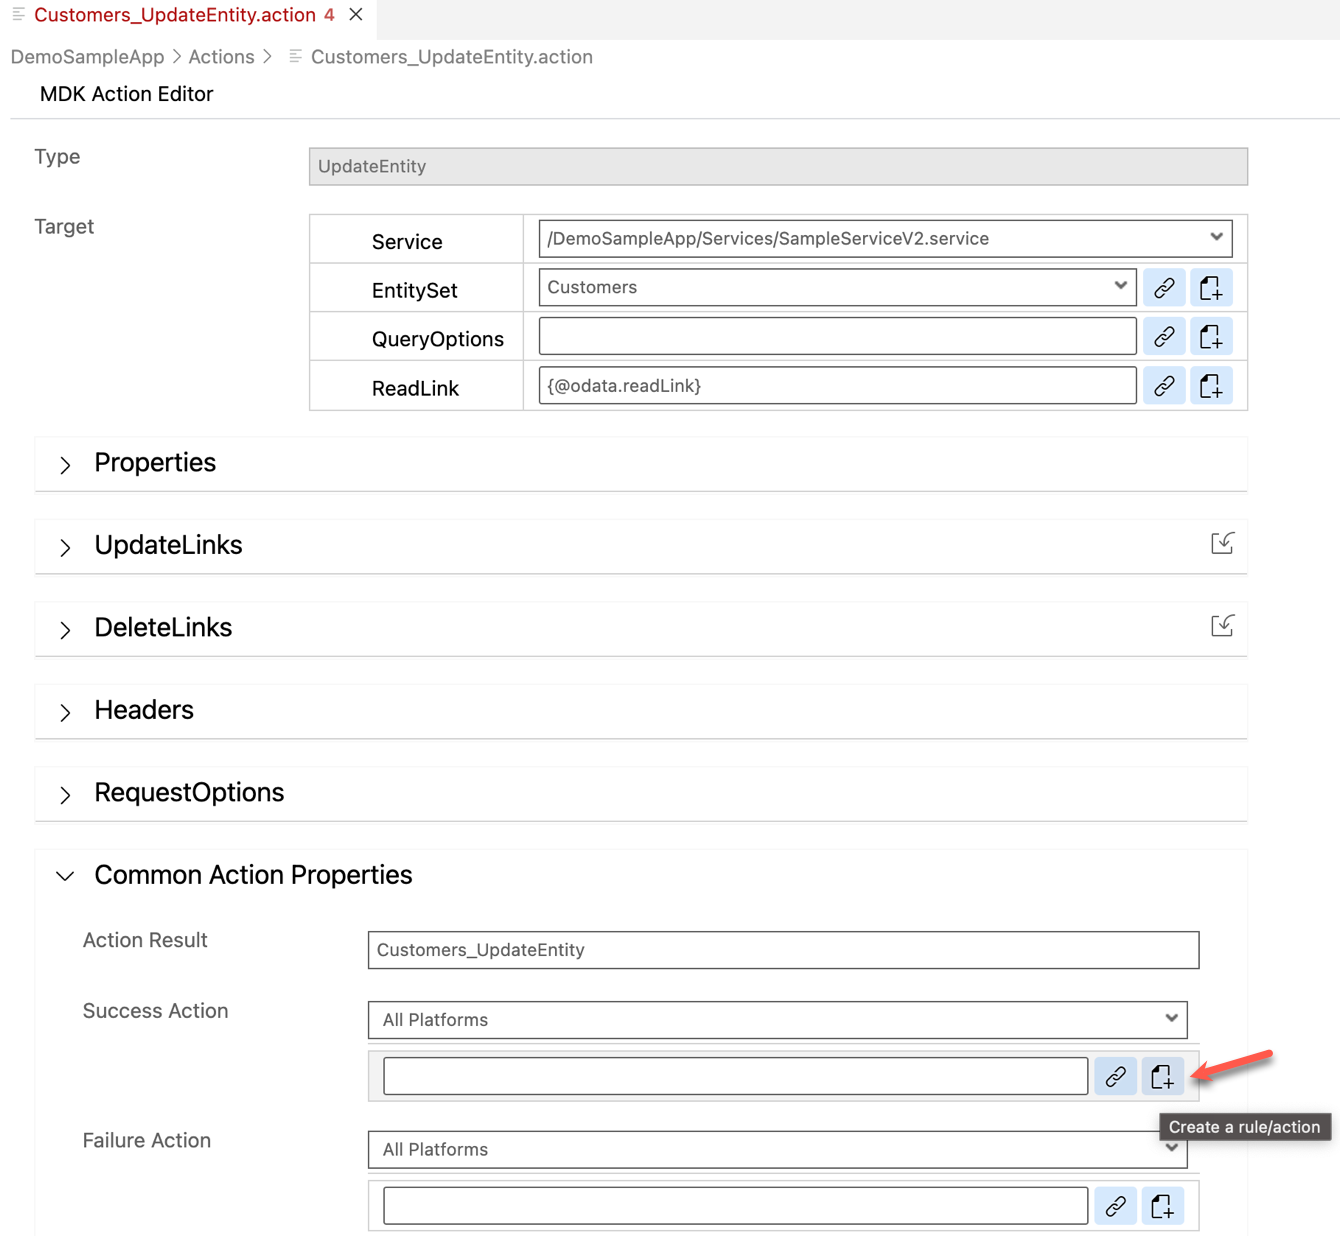 Customers_UpdateEntity.action 4
DemoSampleApp > Actions > Customers_UpdateEntity.action
MDK Action Editor
Type
UpdateEntity
Target
Service
/DemoSampleApp/Services/SampleServiceV2.service
EntitySet
Customers
QueryOptions
ReadLink
{@odata.readLink}
Properties
UpdateLinks
DeleteLinks
Headers
RequestOptions
Common Action Properties
Action Result
Customers_UpdateEntity
Success Action
All Platforms
Create a rule/action
Failure Action
All Platforms